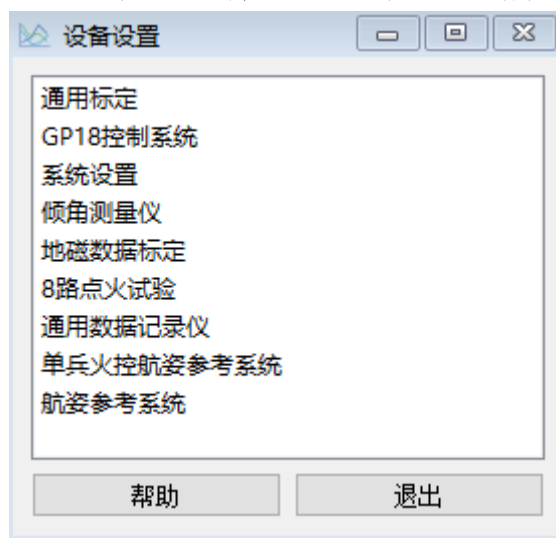 设备设置
通用标定
GP18控制系统
系统设置
倾角测量仪
地磁数据标定
8路点火试验
通用数据记录仪
单兵火控航姿参考系统
航姿参考系统
帮助
退出